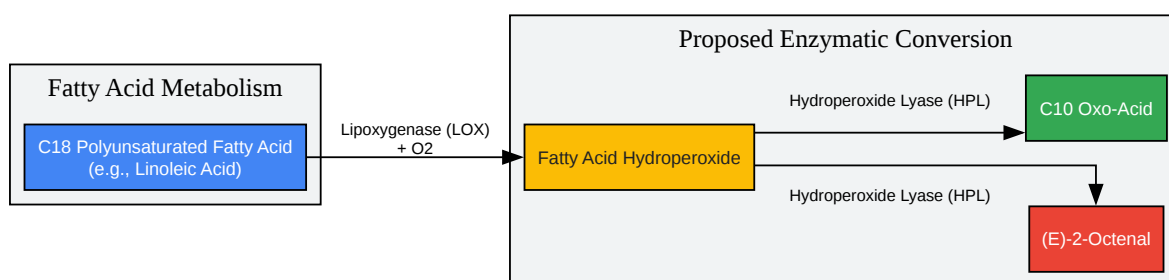 Proposed Enzymatic Conversion
Fatty Acid Metabolism
C18 Polyunsaturated Fatty Acid
(e.g., Linoleic Acid)
Lipoxygenase (LOX)
+ O2
Fatty Acid Hydroperoxide
Hydroperoxide Lyase (HPL)
C10 Oxo-Acid
Hydroperoxide Lyase (HPL)
(E)-2-Octenal